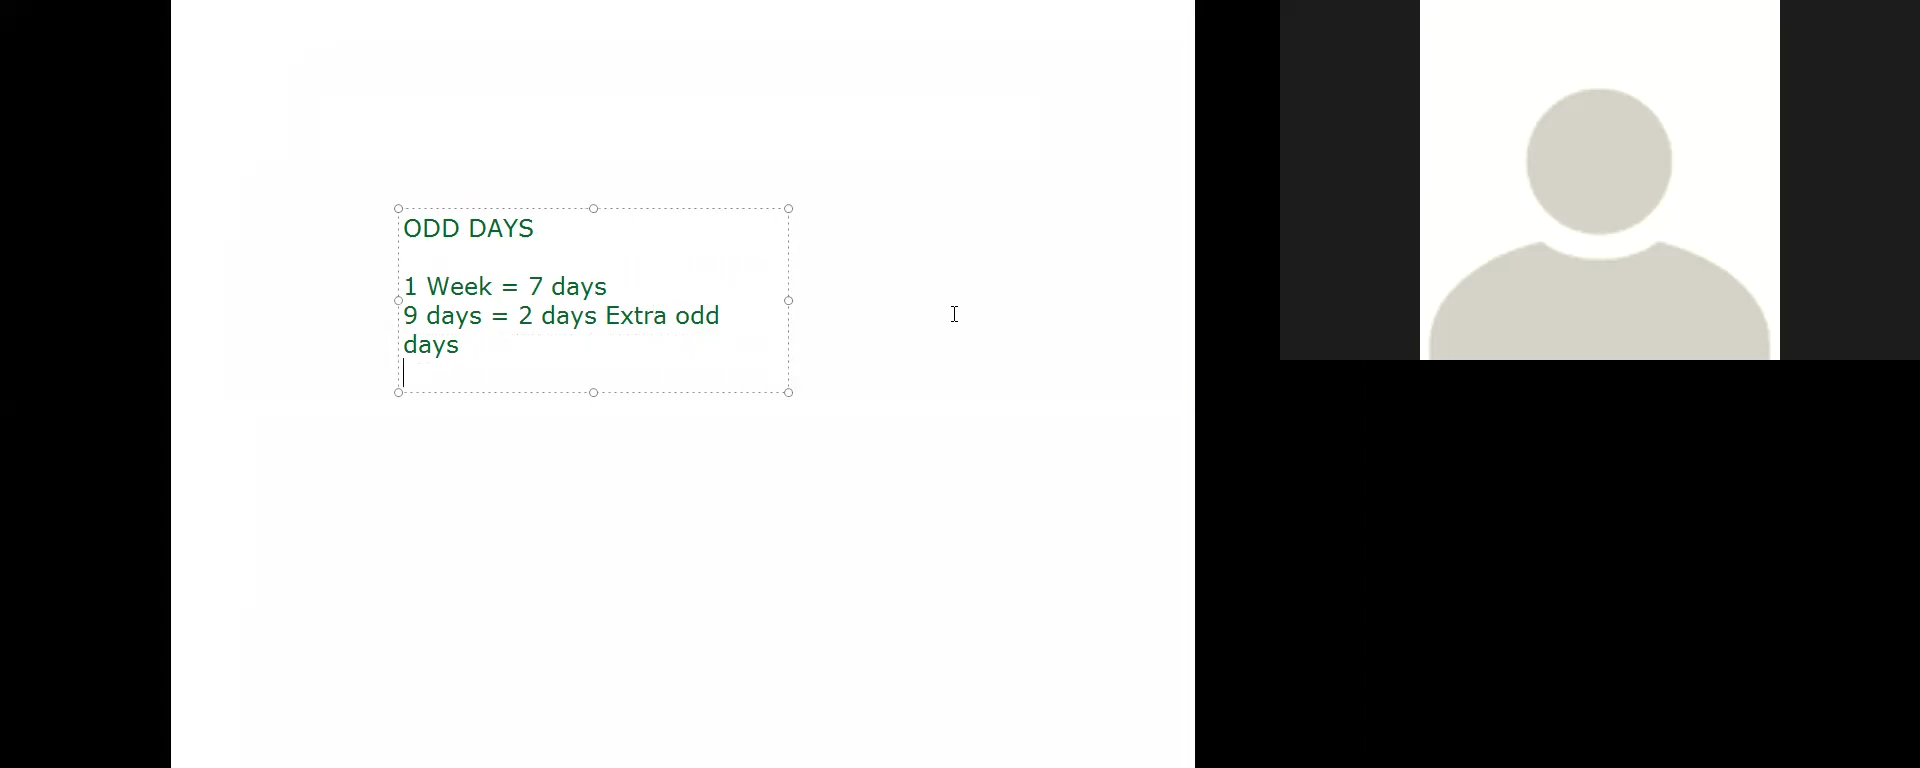 ODD DAYS
1 Week = 7 days
9 days = 2 days Extra odd
days